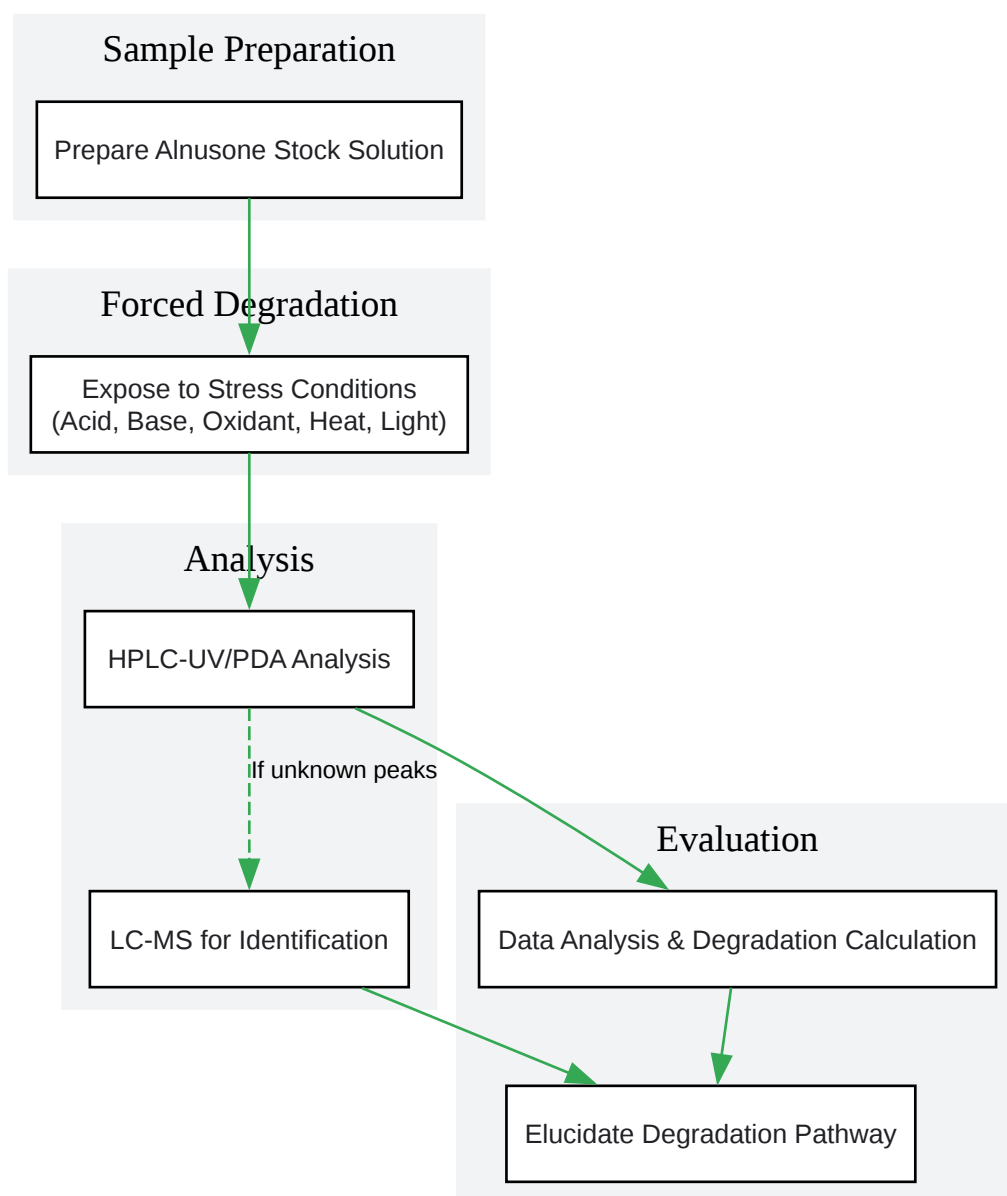 Sample Preparation
Prepare Alnusone Stock Solution
Forced Degradation
Expose to Stress Conditions
(Acid, Base, Oxidant, Heat, Light)
Analysis
HPLC-UV/PDA Analysis
If unknown peaks
Evaluation
LC-MS for Identification
Data Analysis & Degradation Calculation
Elucidate Degradation Pathway